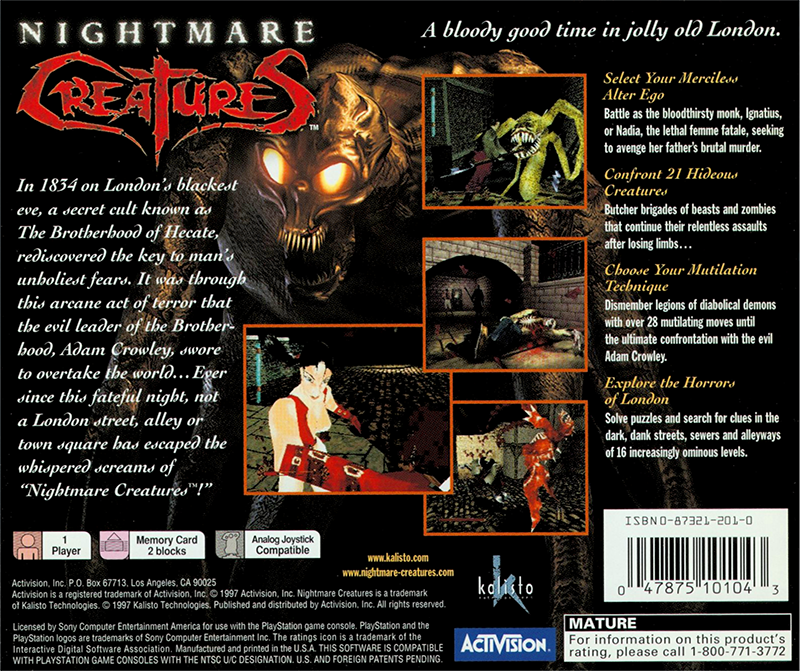 NIGHTMARE
CREATURES™
A bloody good time in jolly old London.
In 1834 on London's blackest
eve, a secret cult known as
The Brotherhood of Hecate,
rediscovered the key to man's
unholiest fears. It was through
this arcane act of terror that
the evil leader of the Brother-
hood, Adam Crowley, swore
to overtake the world...Ever
since this fateful night, not
a London street, alley or
town square has escaped the
whispered screams of
"Nightmare Creatures™!"
Select Your Merciless
Alter Ego
Battle as the bloodthirsty monk, Ignatius,
or Nadia, the lethal femme fatale, seeking
to avenge her father's brutal murder.
Confront 21 Hideous
Creatures
Butcher brigades of beasts and zombies
that continue their relentless assaults
after losing limbs...
Choose Your Mutilation
Technique
Dismember legions of diabolical demons
with over 28 mutilating moves until
the ultimate confrontation with the evil
Adam Crowley.
Explore the Horrors
of London
Solve puzzles and search for clues in the
dark, dank streets, sewers and alleyways
of 16 increasingly ominous levels.
1
Player
Memory Card
2 blocks
Analog Joystick
Compatible
www.kalisto.com
www.nightmare-creatures.com
Activision, Inc. P.O. Box 67713, Los Angeles, CA 90025
Activision is a registered trademark of Activision, Inc. © 1997 Activision, Inc. Nightmare Creatures is a trademark
of Kalisto Technologies. © 1997 Kalisto Technologies. Published and distributed by Activision, Inc. All rights reserved.
Licensed by Sony Computer Entertainment America for use with the PlayStation game console. PlayStation and the
PlayStation logos are trademarks of Sony Computer Entertainment Inc. The ratings icon is a trademark of the
Interactive Digital Software Association. Manufactured and printed in the U.S.A. THIS SOFTWARE IS COMPATIBLE
WITH PLAYSTATION GAME CONSOLES WITH THE NTSC U/C DESIGNATION. U.S. AND FOREIGN PATENTS PENDING.
kalisto
ACTIVISION.
ISBN 0-87321-201-0
0 47875 10104 3
MATURE
For information on this product's
rating, please call 1-800-771-3772